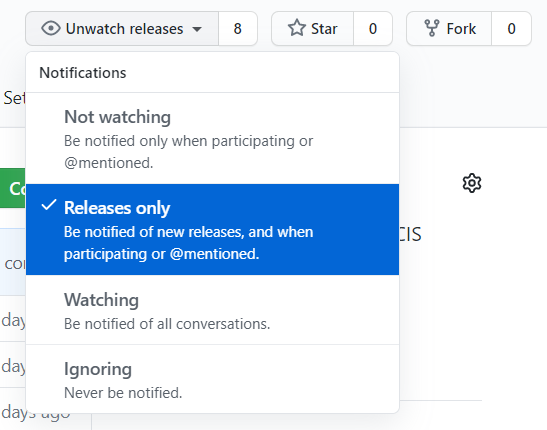 Unwatch releases 8 Star 0 Fork 0
Notifications
Set
Not watching
Be notified only when participating or
@mentioned.
Co
Releases only
Be notified of new releases, and when
participating or @mentioned.
CIS
con
Watching
Be notified of all conversations.
days
Ignoring
days
Never be notified.
days ago